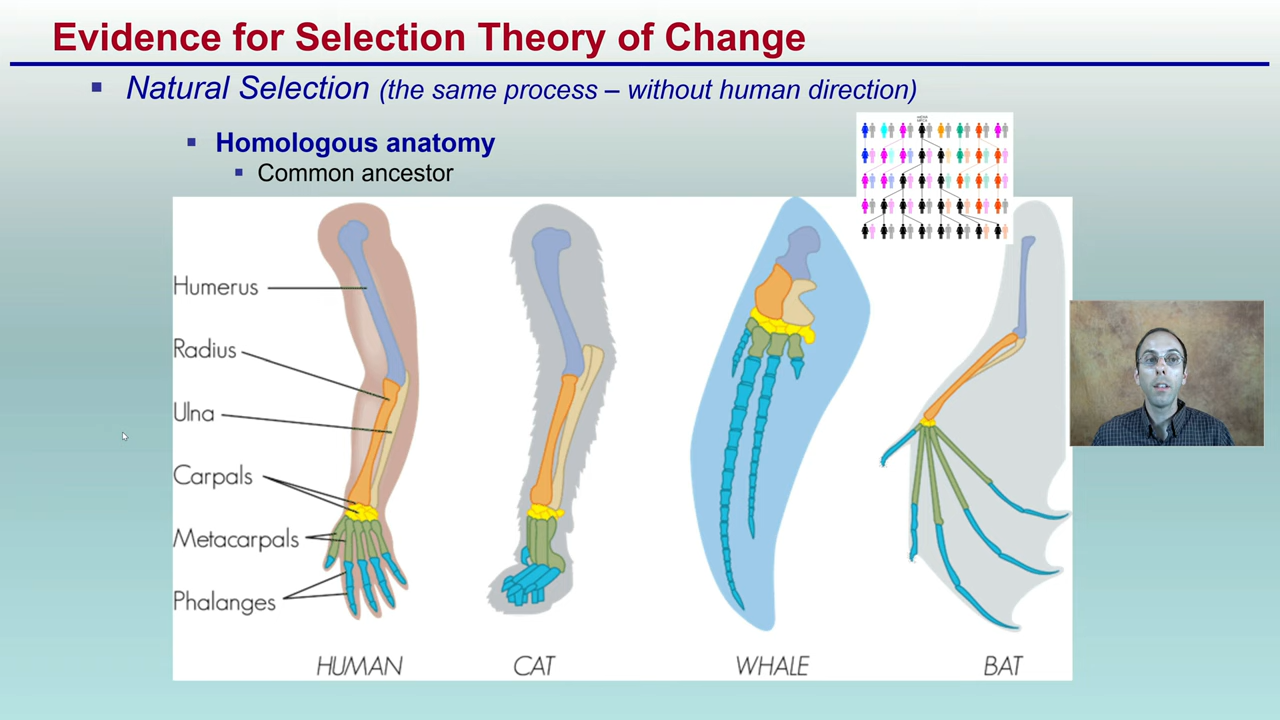 Evidence for Selection Theory of Change
Natural Selection (the same process – without human direction)
Homologous anatomy
Common ancestor
Humerus
Radius
Ulna
Carpals
Metacarpals
Phalanges
HUMAN CAT WHALE BAT